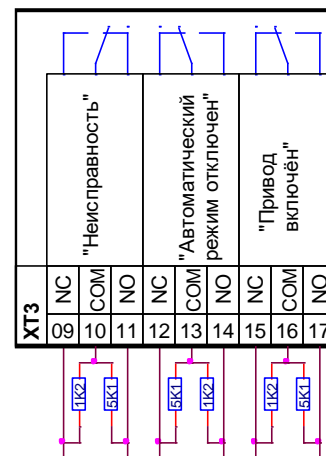 "Неисправность"
"Автоматический
режим отключен"
"Привод
включён"
XT3
NC
COM
NO
NC
COM
NO
NC
COM
NO
09
10
11
12
13
14
15
16
17
1K2
5K1
5K1
1K2
1K2
5K1